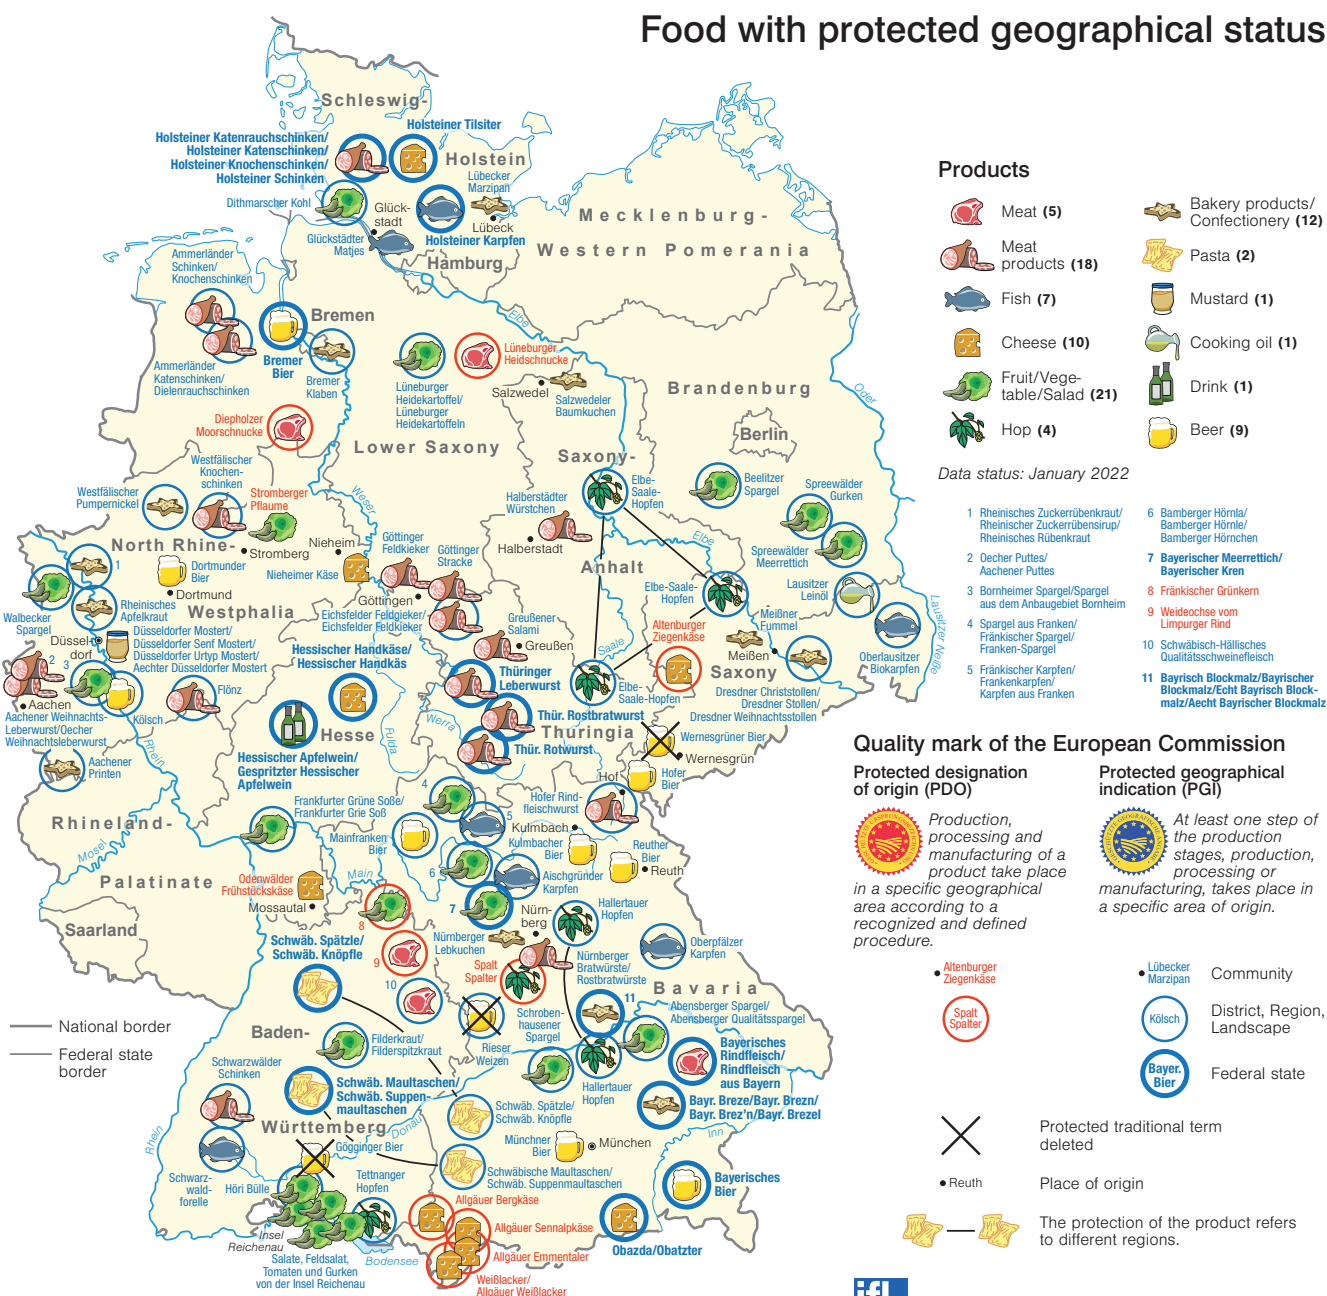 Food with protected geographical status
Schleswig-
Holstein
Holsteiner Katenrauchschinken/
Holsteiner Katenschinken/
Holsteiner Knochenschinken/
Holsteiner Schinken
Holsteiner Tilsiter
Lübecker
Marzipan
Lübeck
Dithmarscher Kohl
Glück-
stadt
Glückstädter
Matjes
Holsteiner Karpfen
Hamburg
Mecklenburg-
Western Pomerania
Ammerländer
Schinken/
Knochenschinken
Bremen
Bremer
Bier
Bremer
Klaben
Ammerländer
Katenschinken/
Dielenrauchschinken
Elbe
Lüneburger
Heidschnucke
Lüneburger
Heidekartoffel/
Lüneburger
Heidekartoffeln
Salzwedel
Salzwedeler
Baumkuchen
Brandenburg
Oder
Berlin
Diepholzer
Moorschnucke
Lower Saxony
Saxony-
Anhalt
Westfälischer
Knochen-
schinken
Westfälischer
Pumpernickel
Stromberger
Pflaume
Stromberg
Weser
Nieheim
Nieheimer Käse
Göttinger
Feldkieker
Göttinger
Stracke
Göttingen
Eichsfelder Feldgieker/
Eichsfelder Feldkieker
Halberstädter
Würstchen
Halberstadt
Elbe-
Saale-
Hopfen
Beelitzer
Spargel
Spreewälder
Gurken
Spreewälder
Meerrettich
Elbe
Elbe-Saale-
Hopfen
Lausitzer
Leinöl
Lausitzer Neiße
Oberlausitzer
Biokarpfen
Meißner
Fummel
Meißen
Saxony
Dresdner Christstollen/
Dresdner Stollen/
Dresdner Weihnachtsstollen
Altenburger
Ziegenkäse
Saale
Elbe-
Saale-Hopfen
North Rhine-
Westphalia
1
Dortmunder
Bier
Dortmund
Rheinisches
Apfelkraut
Walbecker
Spargel
Düssel-
dorf
Düsseldorfer Mostert/
Düsseldorfer Senf Mostert/
Düsseldorfer Urtyp Mostert/
Aechter Düsseldorfer Mostert
2
3
Aachen
Kölsch
Flönz
Aachener Weihnachts-
Leberwurst/Oecher
Weihnachtsleberwurst
Aachener
Printen
Rhein
Greußener
Salami
Greußen
Hessischer Handkäse/
Hessischer Handkäs
Hesse
Hessischer Apfelwein/
Gespritzter Hessischer
Apfelwein
Werra
Fulda
Thüringer
Leberwurst
Thür. Rostbratwurst
Thuringia
Thür. Rotwurst
Wernesgrüner Bier
Wernesgrün
Hof
Hofer
Bier
Hofer Rind-
fleischwurst
Frankfurter Grüne Soße/
Frankfurter Grie Soß
Mainfranken
Bier
4
5
6
7
Kulmbach
Kulmbacher
Bier
Reuther
Bier
Reuth
Aischgründer
Karpfen
Rhineland-
Palatinate
Mosel
Saarland
Odenwälder
Frühstückskäse
Mossautal
Main
8
9
10
Nürn-
berg
Nürnberger
Lebkuchen
Hallertauer
Hopfen
Nürnberger
Bratwürste/
Rostbratwürste
Oberpfälzer
Karpfen
Spalt
Spalter
Bavaria
Schwäb. Spätzle/
Schwäb. Knöpfle
Baden-
Württemberg
Filderkraut/
Filderspitzkraut
Rieser
Weizen
Schroben-
hausener
Spargel
11
Abensberger Spargel/
Abensberger Qualitätsspargel
Bayerisches
Rindfleisch/
Rindfleisch
aus Bayern
Hallertauer
Hopfen
Bayr. Breze/Bayr. Brezn/
Bayr. Brez'n/Bayr. Brezel
Schwarzwälder
Schinken
Schwäb. Maultaschen/
Schwäb. Suppen-
maultaschen
Donau
Schwäb. Spätzle/
Schwäb. Knöpfle
Münchner
Bier
München
Inn
Rhein
Schwarz-
wald-
forelle
Gögginger Bier
Höri Bülle
Tettnanger
Hopfen
Schwäbische Maultaschen/
Schwäb. Suppenmaultaschen
Bayerisches
Bier
Allgäuer Bergkäse
Allgäuer Sennalpkäse
Allgäuer Emmentaler
Weißlacker/
Allgäuer Weißlacker
Obazda/Obatzter
Insel
Reichenau
Salate, Feldsalat,
Tomaten und Gurken
von der Insel Reichenau
Bodensee
National border
Federal state
border
Products
Meat (5)
Meat
products (18)
Fish (7)
Cheese (10)
Fruit/Vege-
table/Salad (21)
Hop (4)
Bakery products/
Confectionery (12)
Pasta (2)
Mustard (1)
Cooking oil (1)
Drink (1)
Beer (9)
Data status: January 2022
1 Rheinisches Zuckerrübenkraut/
Rheinischer Zuckerrübensirup/
Rheinisches Rübenkraut
2 Oecher Puttes/
Aachener Puttes
3 Bornheimer Spargel/Spargel
aus dem Anbaugebiet Bornheim
4 Spargel aus Franken/
Fränkischer Spargel/
Franken-Spargel
5 Fränkischer Karpfen/
Frankenkarpfen/
Karpfen aus Franken
6 Bamberger Hörnla/
Bamberger Hörnle/
Bamberger Hörnchen
7 Bayerischer Meerrettich/
Bayerischer Kren
8 Fränkischer Grünkern
9 Weideochse vom
Limpurger Rind
10 Schwäbisch-Hällisches
Qualitätsschweinefleisch
11 Bayrisch Blockmalz/Bayrischer
Blockmalz/Echt Bayrisch Block-
malz/Aecht Bayrischer Blockmalz
Quality mark of the European Commission
Protected designation
of origin (PDO)
Production,
processing and
manufacturing of a
product take place
in a specific geographical
area according to a
recognized and defined
procedure.
Protected geographical
indication (PGI)
At least one step of
the production
stages, production,
processing or
manufacturing, takes place in
a specific area of origin.
Altenburger
Ziegenkäse
Lübecker
Marzipan
Community
Spalt
Spalter
Kölsch
District, Region,
Landscape
Bayer.
Bier
Federal state
Protected traditional term
deleted
Reuth
Place of origin
The protection of the product refers
to different regions.
ifl